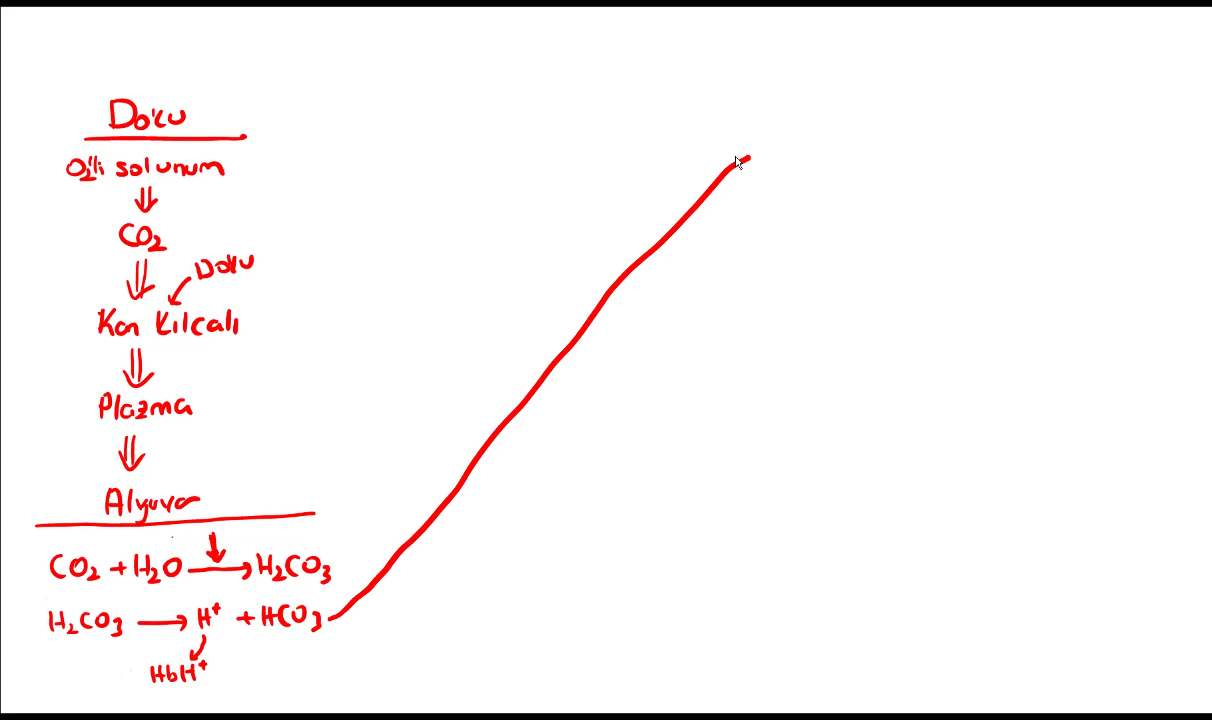 Doku
O₂'li solunum
CO₂
Doku
Kan Kılcalı
Plazma
Alyuvar
CO₂ + H₂O → H₂CO₃
H₂CO₃ → H⁺ + HCO₃
HbH⁺